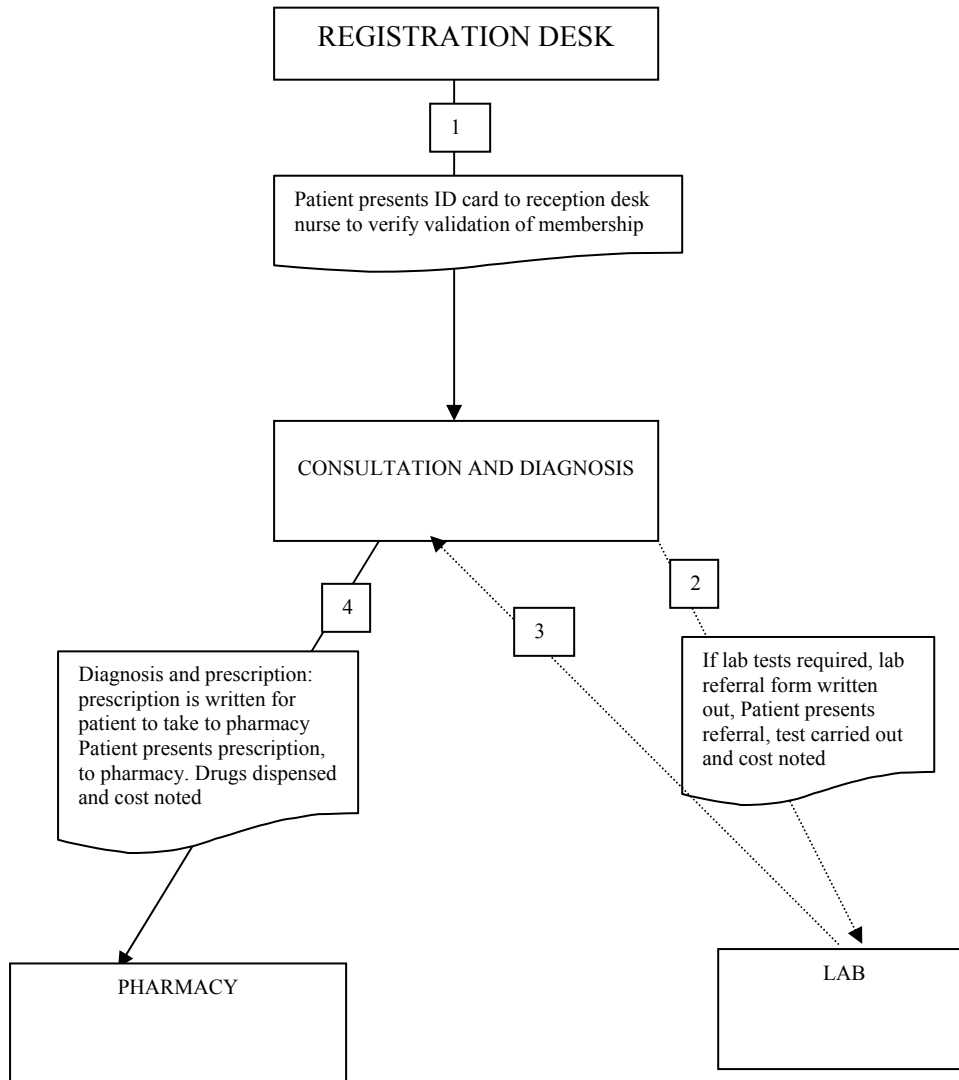 REGISTRATION DESK
1
Patient presents ID card to reception desk
nurse to verify validation of membership
CONSULTATION AND DIAGNOSIS
2
3
4
If lab tests required, lab
referral form written
out, Patient presents
referral, test carried out
and cost noted
Diagnosis and prescription:
prescription is written for
patient to take to pharmacy
Patient presents prescription,
to pharmacy. Drugs dispensed
and cost noted
PHARMACY
LAB